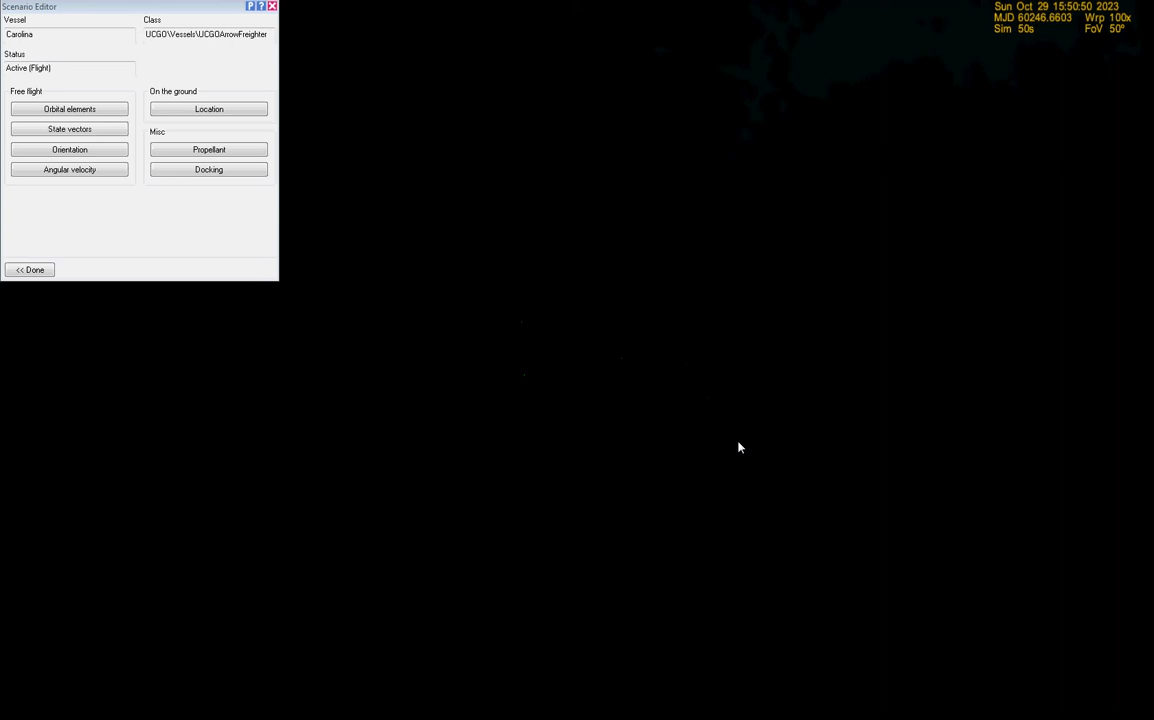 Scenario Editor
P ?
Vessel
Class
Carolina
UCGO\Vessels\UCGOArrowFreighter
Status
Active (Flight)
Free flight
On the ground
Orbital elements
Location
State vectors
Misc
Orientation
Propellant
Angular velocity
Docking
<< Done
Sun Oct 29 15:50:50 2023
MJD 60246.6603 Wrp 100x
Sim 50s FoV 50°